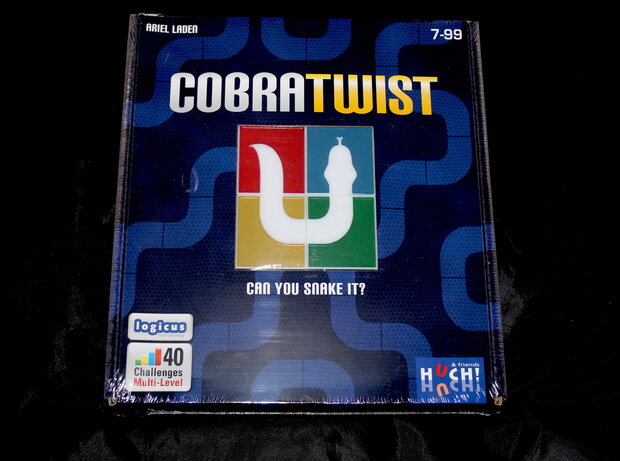 ARIEL LADEN
7-99
COBRATWIST
CAN YOU SNAKE IT?
logicus
40
Challenges
Multi-Level
& friends
HUCH!